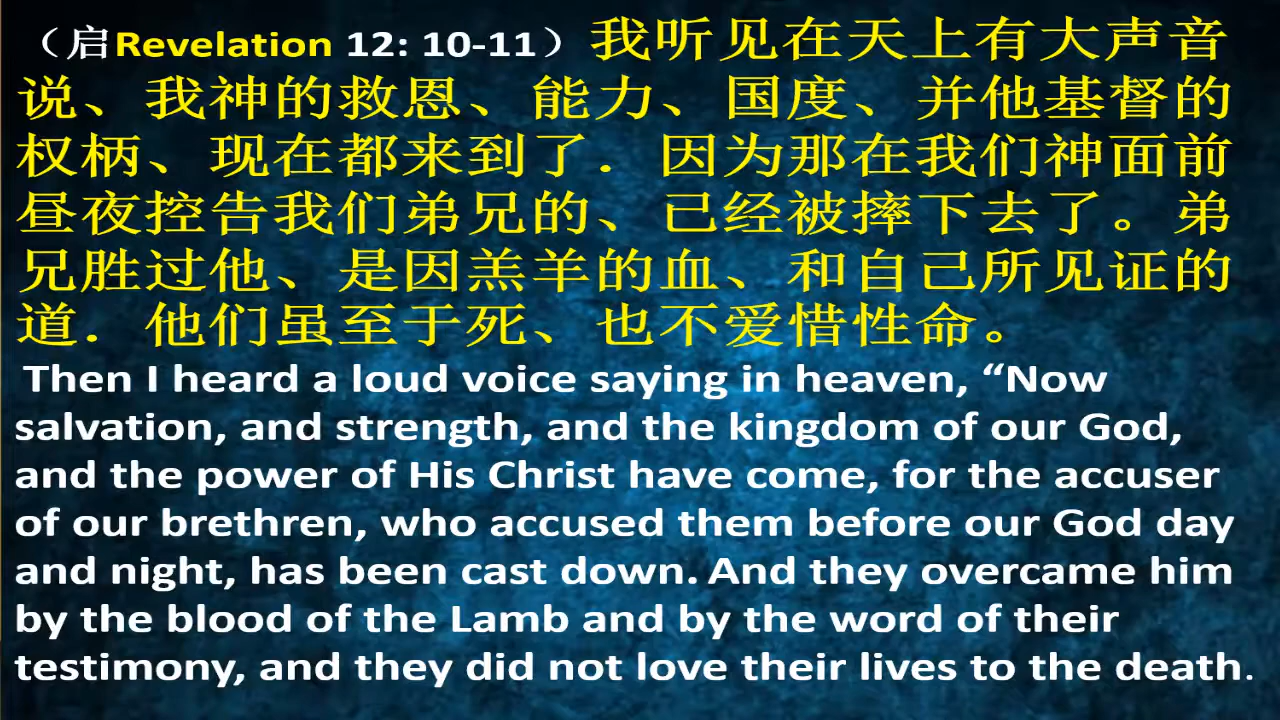 （启Revelation 12: 10-11）我听见在天上有大声音
说、我神的救恩、能力、国度、并他基督的
权柄、现在都来到了．因为那在我们神面前
昼夜控告我们弟兄的、已经被摔下去了。弟
兄胜过他、是因羔羊的血、和自己所见证的
道．他们虽至于死、也不爱惜性命。
Then I heard a loud voice saying in heaven, “Now
salvation, and strength, and the kingdom of our God,
and the power of His Christ have come, for the accuser
of our brethren, who accused them before our God day
and night, has been cast down. And they overcame him
by the blood of the Lamb and by the word of their
testimony, and they did not love their lives to the death.